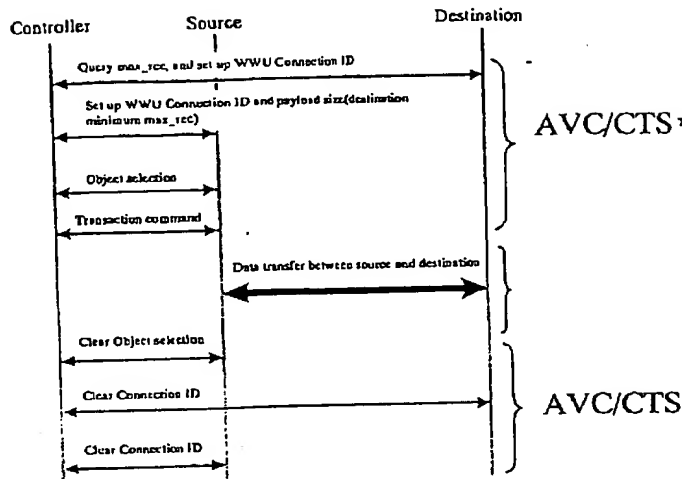 Controller
Source
Destination
Query max_rec, and set up WWU Connection ID
Set up WWU Connection ID and payload size(destination
minimum max_rec)
AVC/CTS
Object selection
Transaction command
Data transfer between source and destination
Clear Object selection
Clear Connection ID
AVC/CTS
Clear Connection ID